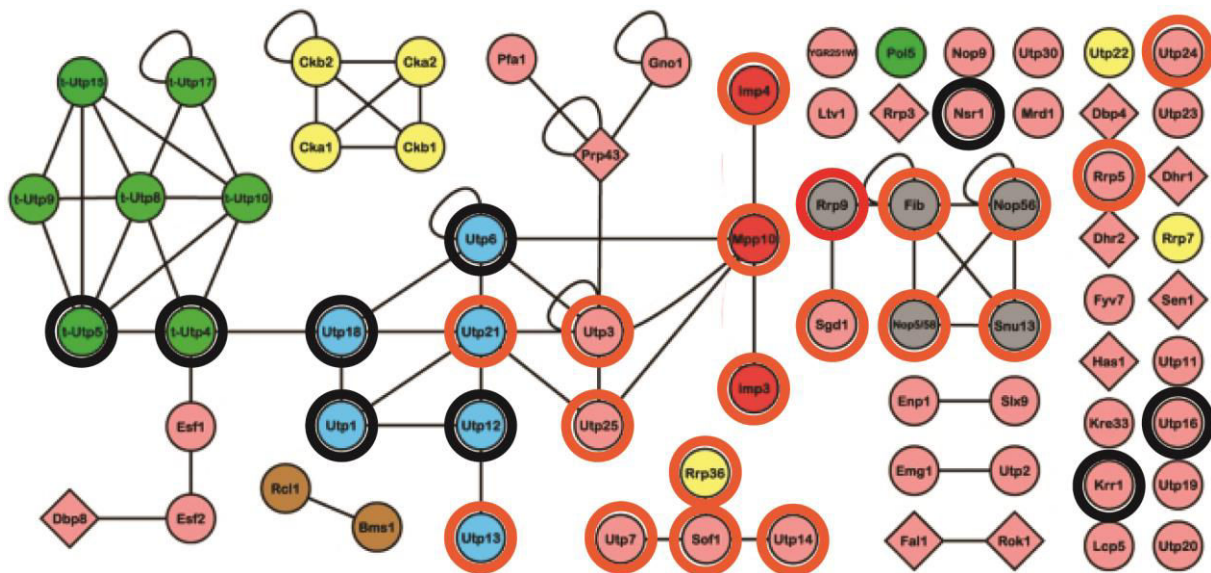 t-Utp15
t-Utp17
t-Utp9
t-Utp8
t-Utp10
t-Utp5
t-Utp4
Esf1
Dbp8
Esf2
Ckb2
Cka2
Cka1
Ckb1
Pfa1
Gno1
Prp43
Utp6
Utp18
Utp21
Utp3
Utp1
Utp12
Utp25
Utp13
Rcl1
Bms1
Imp4
Mpp10
Imp3
Rrp36
Utp7
Sof1
Utp14
YGR251W
Pol5
Nop9
Utp30
Utp22
Utp24
Ltv1
Rrp3
Nsr1
Mrd1
Dbp4
Utp23
Rrp9
Fib
Nop56
Rrp5
Dhr1
Sgd1
Nop5/58
Snu13
Dhr2
Rrp7
Fyv7
Sen1
Enp1
Slx9
Has1
Utp11
Kre33
Utp16
Emg1
Utp2
Krr1
Utp19
Fal1
Rok1
Lcp5
Utp20